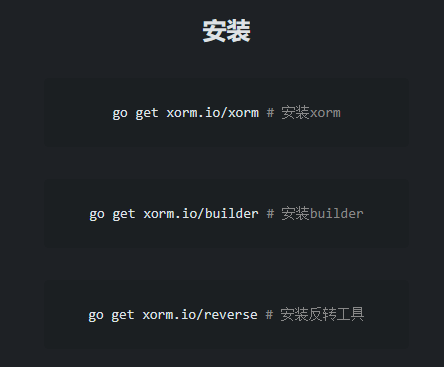 安装
go get xorm.io/xorm # 安装xorm
go get xorm.io/builder # 安装builder
go get xorm.io/reverse # 安装反转工具